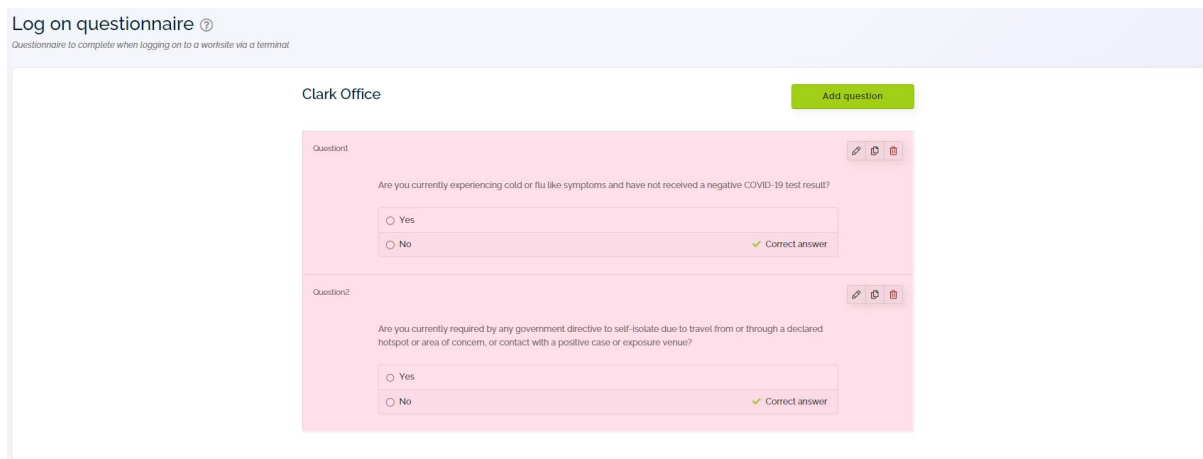 Log on questionnaire
Questionnaire to complete when logging on to a worksite via a terminal
Clark Office
Add question
Question1
Are you currently experiencing cold or flu like symptoms and have not received a negative COVID-19 test result?
Yes
No
Correct answer
Question2
Are you currently required by any government directive to self-isolate due to travel from or through a declared
hotspot or area of concern, or contact with a positive case or exposure venue?
Yes
No
Correct answer